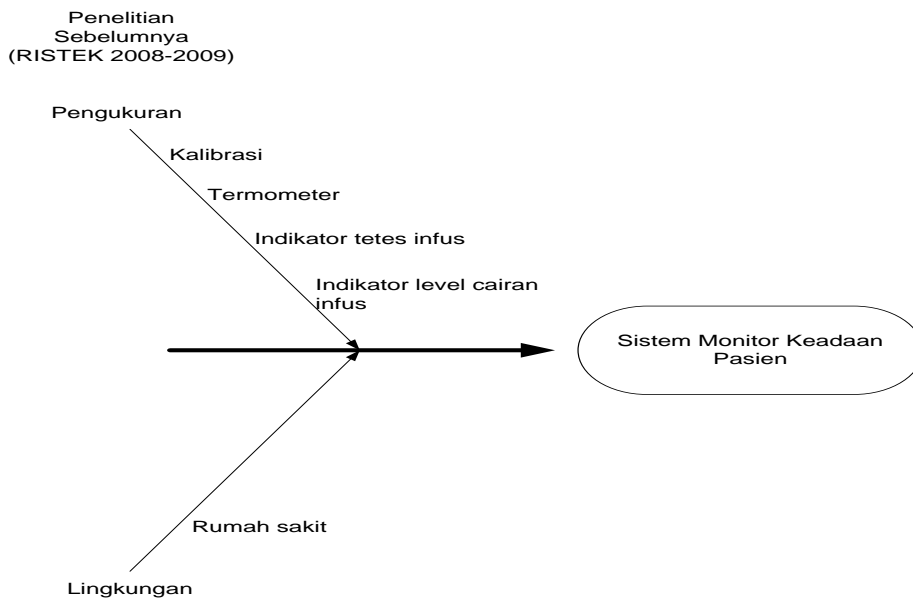 Penelitian
Sebelumnya
(RISTEK 2008-2009)
Pengukuran
Kalibrasi
Termometer
Indikator tetes infus
Indikator level cairan
infus
Sistem Monitor Keadaan
Pasien
Rumah sakit
Lingkungan